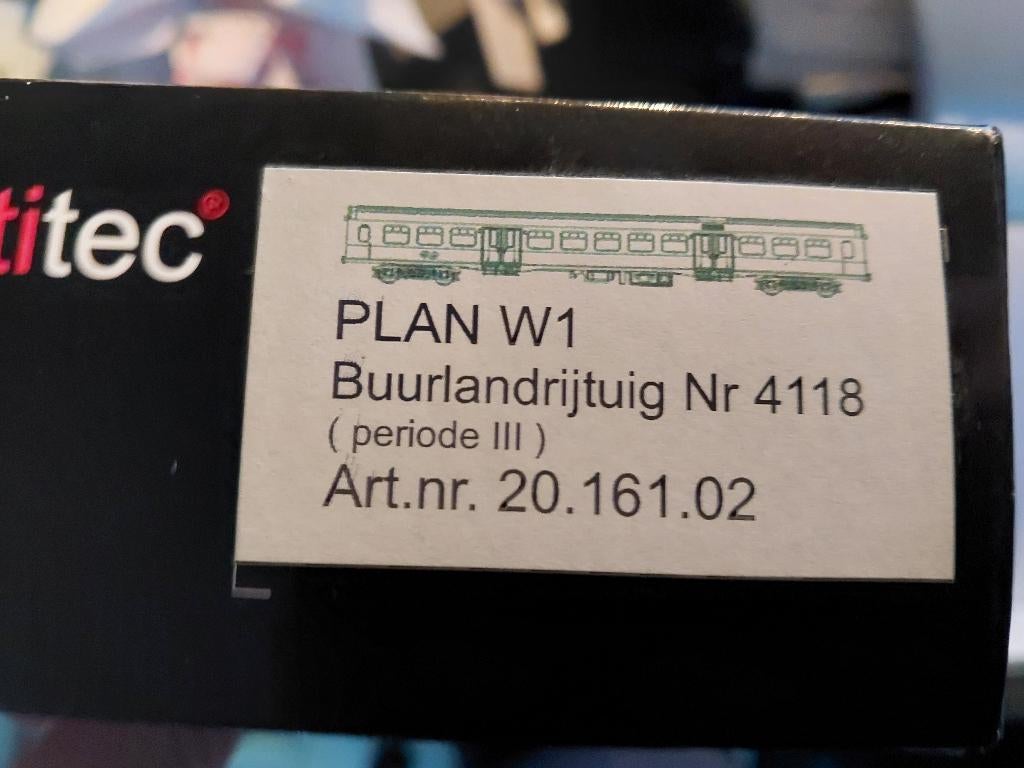 titec®
PLAN W1
Buurlandrijtuig Nr 4118
( periode III )
Art.nr. 20.161.02